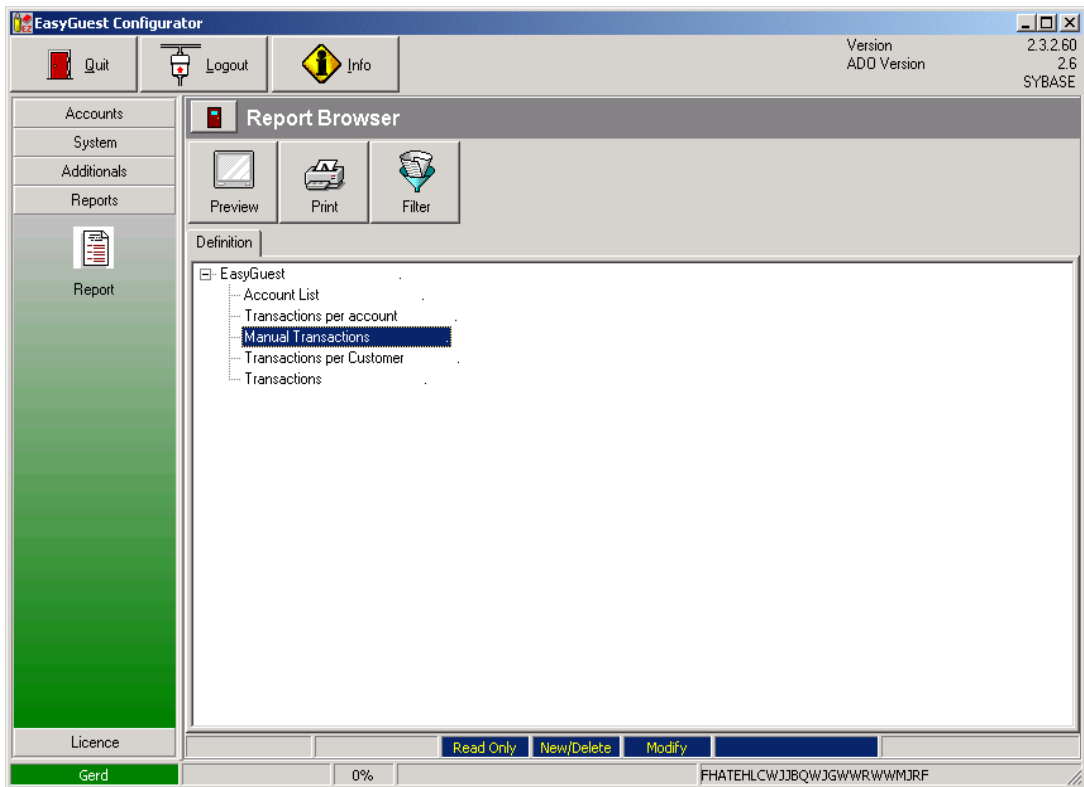 EasyGuest Configurator
Quit Logout Info
Version 2.3.2.60
ADO Version 2.6
SYBASE
Accounts
System
Additionals
Reports
Report
Licence
Gerd
Report Browser
Preview Print Filter
Definition
EasyGuest .
Account List .
Transactions per account .
Manual Transactions .
Transactions per Customer .
Transactions .
Read Only New/Delete Modify
0% FHATEHLCWJJBQWJGWWRWWMJRF